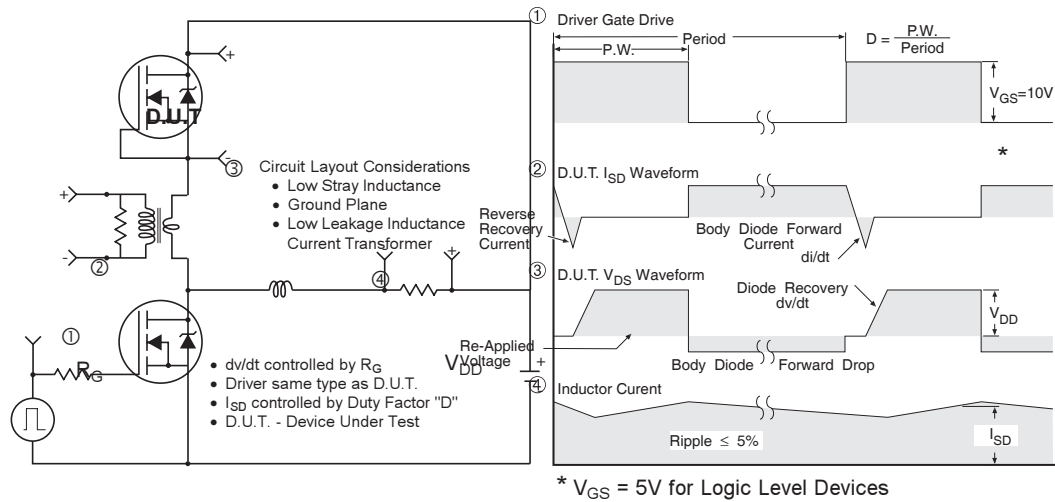 +
D.U.T
-
③
Circuit Layout Considerations
• Low Stray Inductance
• Ground Plane
• Low Leakage Inductance
Current Transformer
+
-
②
-
+
④
①
R_G
• dv/dt controlled by R_G
• Driver same type as D.U.T.
• I_SD controlled by Duty Factor "D"
• D.U.T. - Device Under Test
V_DD
+
① Driver Gate Drive
Period
P.W.
D = P.W. / Period
V_GS=10V
*
② D.U.T. I_SD Waveform
Reverse
Recovery
Current
Body Diode Forward
Current
di/dt
③ D.U.T. V_DS Waveform
Diode Recovery
dv/dt
V_DD
Re-Applied
Voltage
Body Diode Forward Drop
④ Inductor Curent
Ripple ≤ 5%
I_SD
* V_GS = 5V for Logic Level Devices